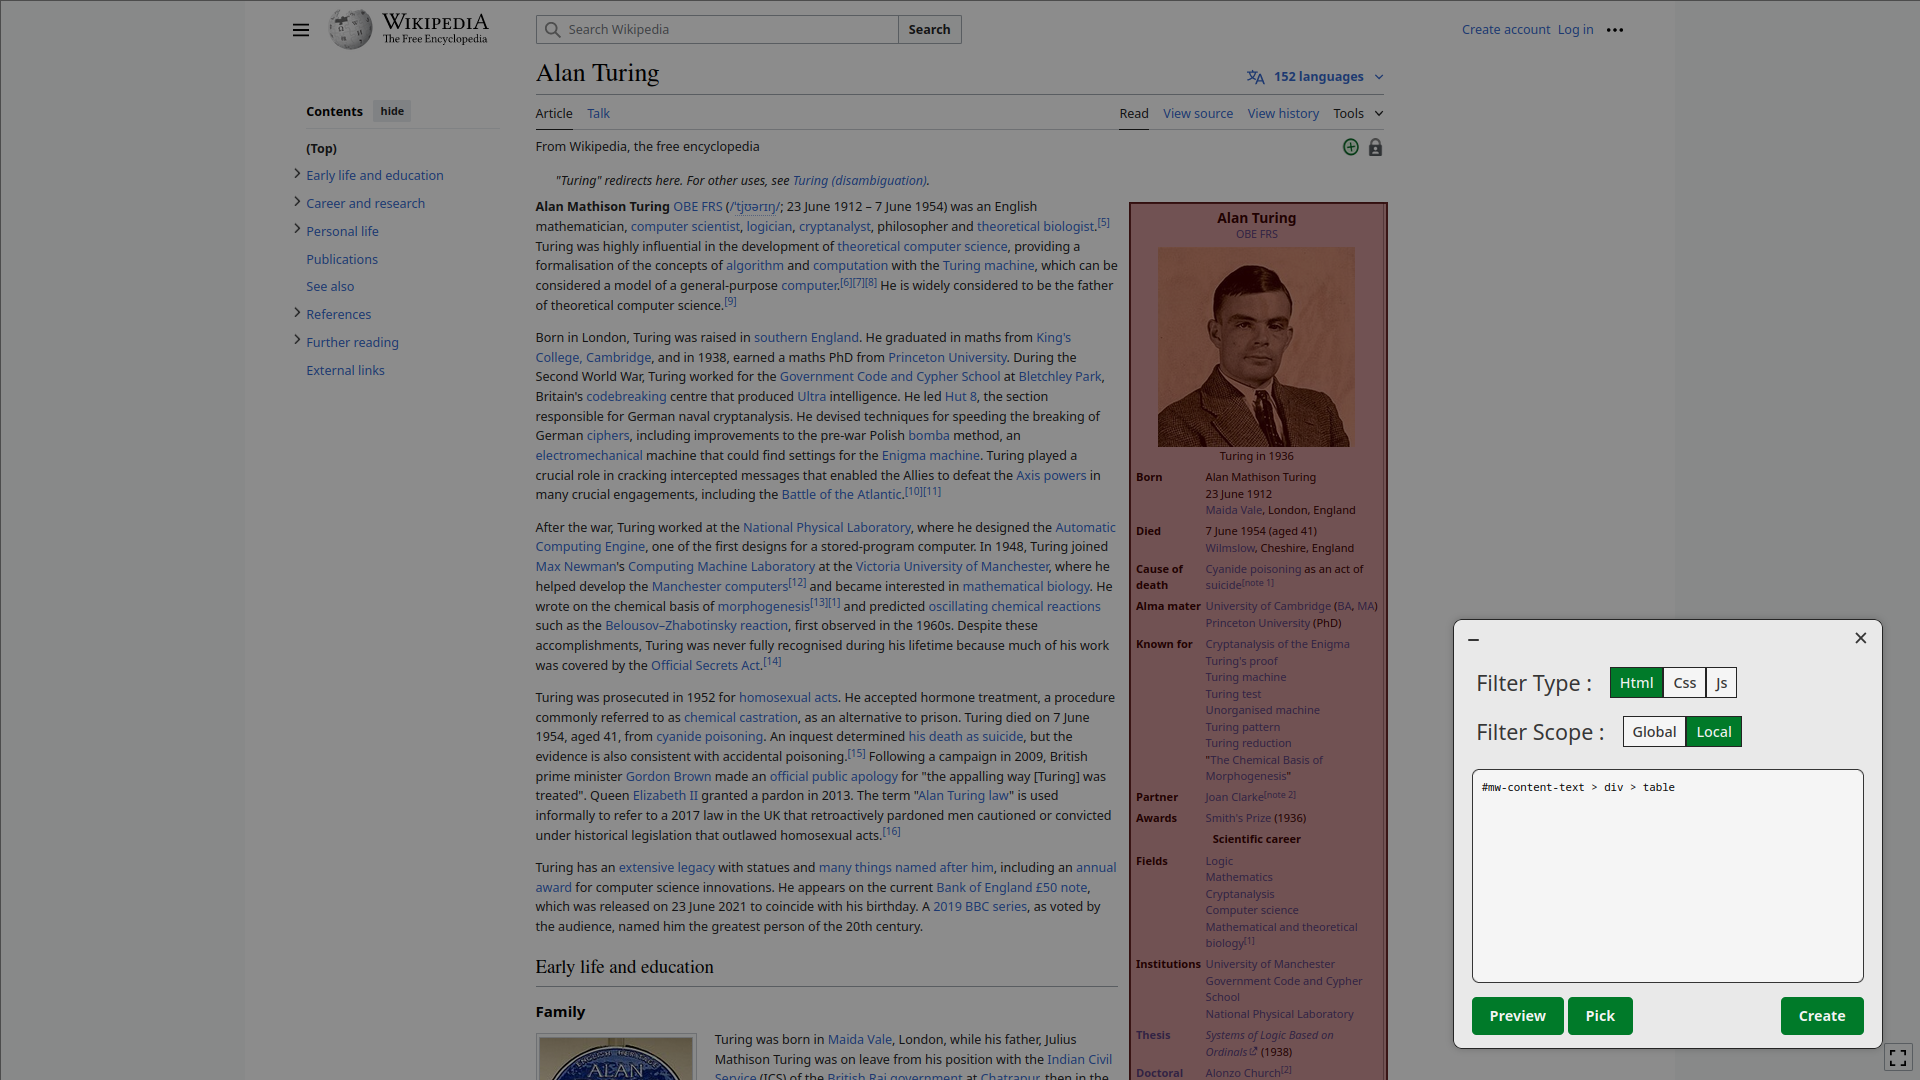 WIKIPEDIA
The Free Encyclopedia
Search Wikipedia
Search
Create account Log in
Alan Turing
152 languages
Contents hide
Article Talk
Read View source View history Tools
(Top)
Early life and education
Career and research
Personal life
Publications
See also
References
Further reading
External links
From Wikipedia, the free encyclopedia
"Turing" redirects here. For other uses, see Turing (disambiguation).
Alan Mathison Turing OBE FRS (/ˈtjʊərɪŋ/; 23 June 1912 – 7 June 1954) was an English
mathematician, computer scientist, logician, cryptanalyst, philosopher and theoretical biologist.[5]
Turing was highly influential in the development of theoretical computer science, providing a
formalisation of the concepts of algorithm and computation with the Turing machine, which can be
considered a model of a general-purpose computer.[6][7][8] He is widely considered to be the father
of theoretical computer science.[9]
Born in London, Turing was raised in southern England. He graduated in maths from King's
College, Cambridge, and in 1938, earned a maths PhD from Princeton University. During the
Second World War, Turing worked for the Government Code and Cypher School at Bletchley Park,
Britain's codebreaking centre that produced Ultra intelligence. He led Hut 8, the section
responsible for German naval cryptanalysis. He devised techniques for speeding the breaking of
German ciphers, including improvements to the pre-war Polish bomba method, an
electromechanical machine that could find settings for the Enigma machine. Turing played a
crucial role in cracking intercepted messages that enabled the Allies to defeat the Axis powers in
many crucial engagements, including the Battle of the Atlantic.[10][11]
After the war, Turing worked at the National Physical Laboratory, where he designed the Automatic
Computing Engine, one of the first designs for a stored-program computer. In 1948, Turing joined
Max Newman's Computing Machine Laboratory at the Victoria University of Manchester, where he
helped develop the Manchester computers[12] and became interested in mathematical biology. He
wrote on the chemical basis of morphogenesis[13][1] and predicted oscillating chemical reactions
such as the Belousov–Zhabotinsky reaction, first observed in the 1960s. Despite these
accomplishments, Turing was never fully recognised during his lifetime because much of his work
was covered by the Official Secrets Act.[14]
Turing was prosecuted in 1952 for homosexual acts. He accepted hormone treatment, a procedure
commonly referred to as chemical castration, as an alternative to prison. Turing died on 7 June
1954, aged 41, from cyanide poisoning. An inquest determined his death as suicide, but the
evidence is also consistent with accidental poisoning.[15] Following a campaign in 2009, British
prime minister Gordon Brown made an official public apology for "the appalling way [Turing] was
treated". Queen Elizabeth II granted a pardon in 2013. The term "Alan Turing law" is used
informally to refer to a 2017 law in the UK that retroactively pardoned men cautioned or convicted
under historical legislation that outlawed homosexual acts.[16]
Turing has an extensive legacy with statues and many things named after him, including an annual
award for computer science innovations. He appears on the current Bank of England £50 note,
which was released on 23 June 2021 to coincide with his birthday. A 2019 BBC series, as voted by
the audience, named him the greatest person of the 20th century.
Early life and education
Family
ENGLISH HERITAGE
ALAN
Turing was born in Maida Vale, London, while his father, Julius
Mathison Turing was on leave from his position with the Indian Civil
Service (ICS) of the British Raj government at Chatrapur, then in the
Alan Turing
OBE FRS
Turing in 1936
Born Alan Mathison Turing
23 June 1912
Maida Vale, London, England
Died 7 June 1954 (aged 41)
Wilmslow, Cheshire, England
Cause of Cyanide poisoning as an act of
death suicide[note 1]
Alma mater University of Cambridge (BA, MA)
Princeton University (PhD)
Known for Cryptanalysis of the Enigma
Turing's proof
Turing machine
Turing test
Unorganised machine
Turing pattern
Turing reduction
"The Chemical Basis of
Morphogenesis"
Partner Joan Clarke[note 2]
Awards Smith's Prize (1936)
Scientific career
Fields Logic
Mathematics
Cryptanalysis
Computer science
Mathematical and theoretical
biology[1]
Institutions University of Manchester
Government Code and Cypher
School
National Physical Laboratory
Thesis Systems of Logic Based on
Ordinals (1938)
Doctoral Alonzo Church[2]
Filter Type : Html Css Js
Filter Scope : Global Local
#mw-content-text > div > table
Preview Pick Create